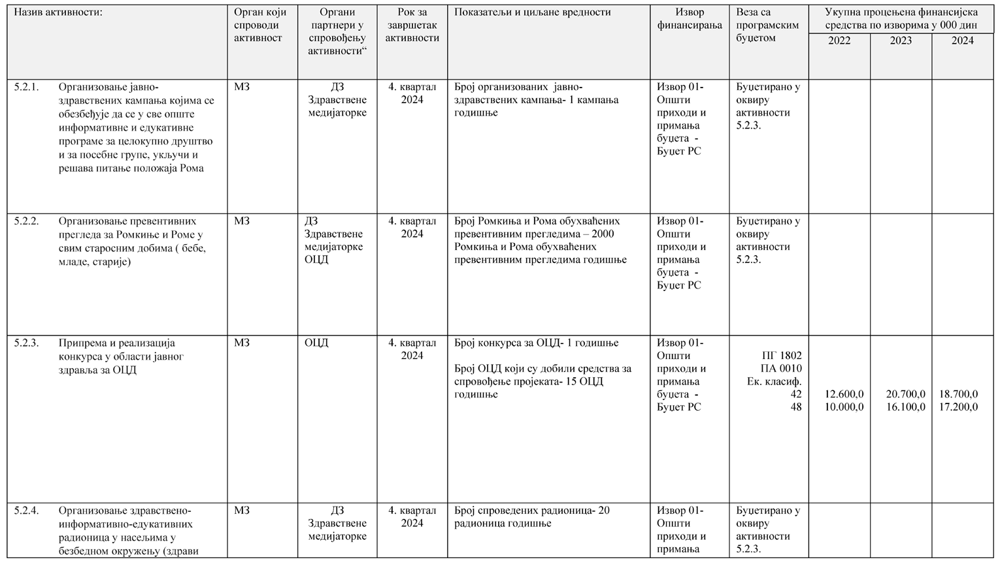 Назив активности:
Орган који
спроводи
активност
Органи
партнери у
спровођењу
активности“
Рок за
завршетак
активности
Показатељи и циљане вредности
Извор
финансирања
Веза са
програмским
буџетом
Укупна процењена финансијска
средства по изворима у 000 дин
2022
2023
2024
5.2.1.
Организовање јавно-
здравствених кампања којима се
обезбеђује да се у све опште
информативне и едукативне
програме за целокупно друштво
и за посебне групе, укључи и
решава питање положаја Рома
МЗ
ДЗ
Здравствене
медијаторке
4. квартал
2024
Број организованих јавно-
здравствених кампања- 1 кампања
годишње
Извор 01-
Општи
приходи и
примања
буџета -
Буџет РС
Буџетирано у
оквиру
активности
5.2.3.
5.2.2.
Организовање превентивних
прегледа за Ромкиње и Роме у
свим старосним добима ( бебе,
младе, старије)
МЗ
ДЗ
Здравствене
медијаторке
ОЦД
4. квартал
2024
Број Ромкиња и Рома обухваћених
превентивним прегледима – 2000
Ромкиња и Рома обухваћених
превентивним прегледима годишње
Извор 01-
Општи
приходи и
примања
буџета -
Буџет РС
Буџетирано у
оквиру
активности
5.2.3.
5.2.3.
Припрема и реализација
конкурса у области јавног
здравља за ОЦД
МЗ
ОЦД
4. квартал
2024
Број конкурса за ОЦД- 1 годишње
Број ОЦД који су добили средства за
спровођење пројеката- 15 ОЦД
годишње
Извор 01-
Општи
приходи и
примања
буџета -
Буџет РС
ПГ 1802
ПА 0010
Ек. класиф.
42
48
12.600,0
10.000,0
20.700,0
16.100,0
18.700,0
17.200,0
5.2.4.
Организовање здравствено-
информативно-едукативних
радионица у насељима у
безбедном окружењу (здрави
МЗ
ДЗ
Здравствене
медијаторке
4. квартал
2024
Број спроведених радионица- 20
радионица годишње
Извор 01-
Општи
приходи и
примања
Буџетирано у
оквиру
активности
5.2.3.